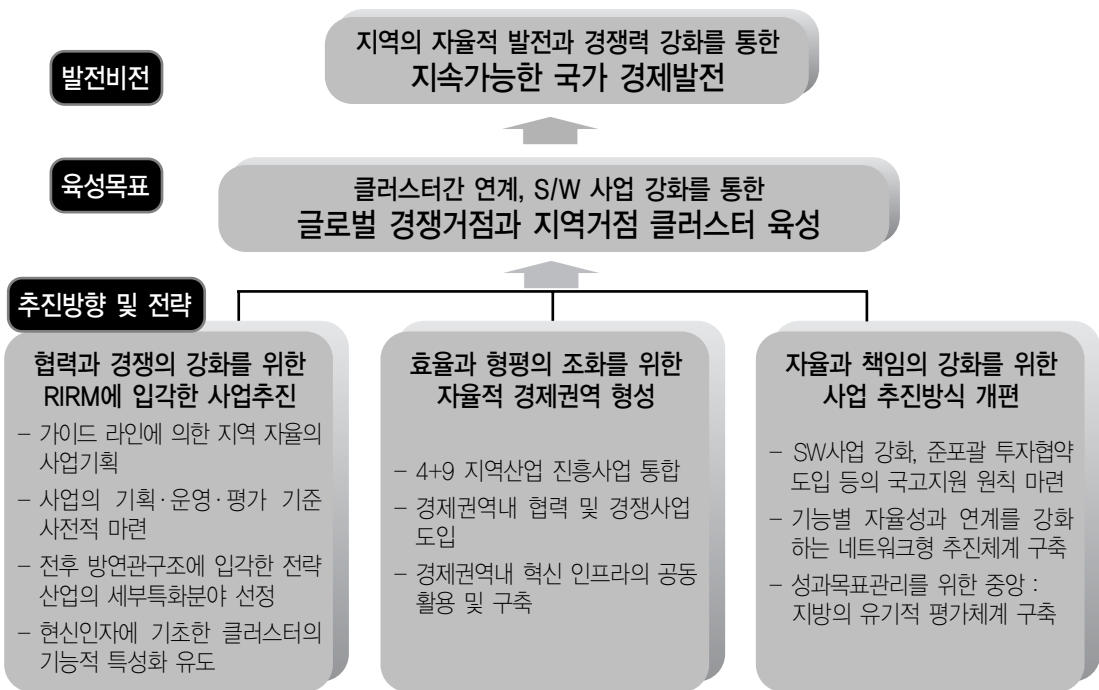 발전비전
지역의 자율적 발전과 경쟁력 강화를 통한
지속가능한 국가 경제발전
육성목표
클러스터간 연계, S/W 사업 강화를 통한
글로벌 경쟁거점과 지역거점 클러스터 육성
추진방향 및 전략
협력과 경쟁의 강화를 위한
RIRM에 입각한 사업추진
– 가이드 라인에 의한 지역 자율의
사업기획
– 사업의 기획·운영·평가 기준
사전적 마련
– 전후 방연관구조에 입각한 전략
산업의 세부특화분야 선정
– 현신인자에 기초한 클러스터의
기능적 특성화 유도
효율과 형평의 조화를 위한
자율적 경제권역 형성
– 4+9 지역산업 진흥사업 통합
– 경제권역내 협력 및 경쟁사업
도입
– 경제권역내 혁신 인프라의 공동
활용 및 구축
자율과 책임의 강화를 위한
사업 추진방식 개편
– SW사업 강화, 준포괄 투자협약
도입 등의 국고지원 원칙 마련
– 기능별 자율성과 연계를 강화
하는 네트워크형 추진체계 구축
– 성과목표관리를 위한 중앙 :
지방의 유기적 평가체계 구축